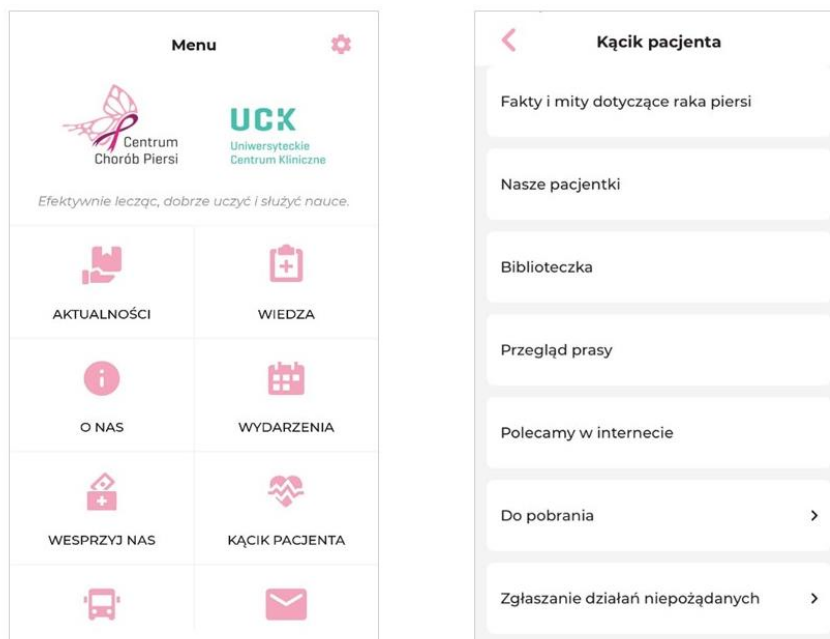 Menu
Centrum
Chorób Piersi
UCK
Uniwersyteckie
Centrum Kliniczne
Efektywnie lecząc, dobrze uczyć i służyć nauce.
AKTUALNOŚCI
WIEDZA
O NAS
WYDARZENIA
WESPRZYJ NAS
KĄCIK PACJENTA
Kącik pacjenta
Fakty i mity dotyczące raka piersi
Nasze pacjentki
Biblioteczka
Przegląd prasy
Polecamy w internecie
Do pobrania
Zgłaszanie działań niepożądanych